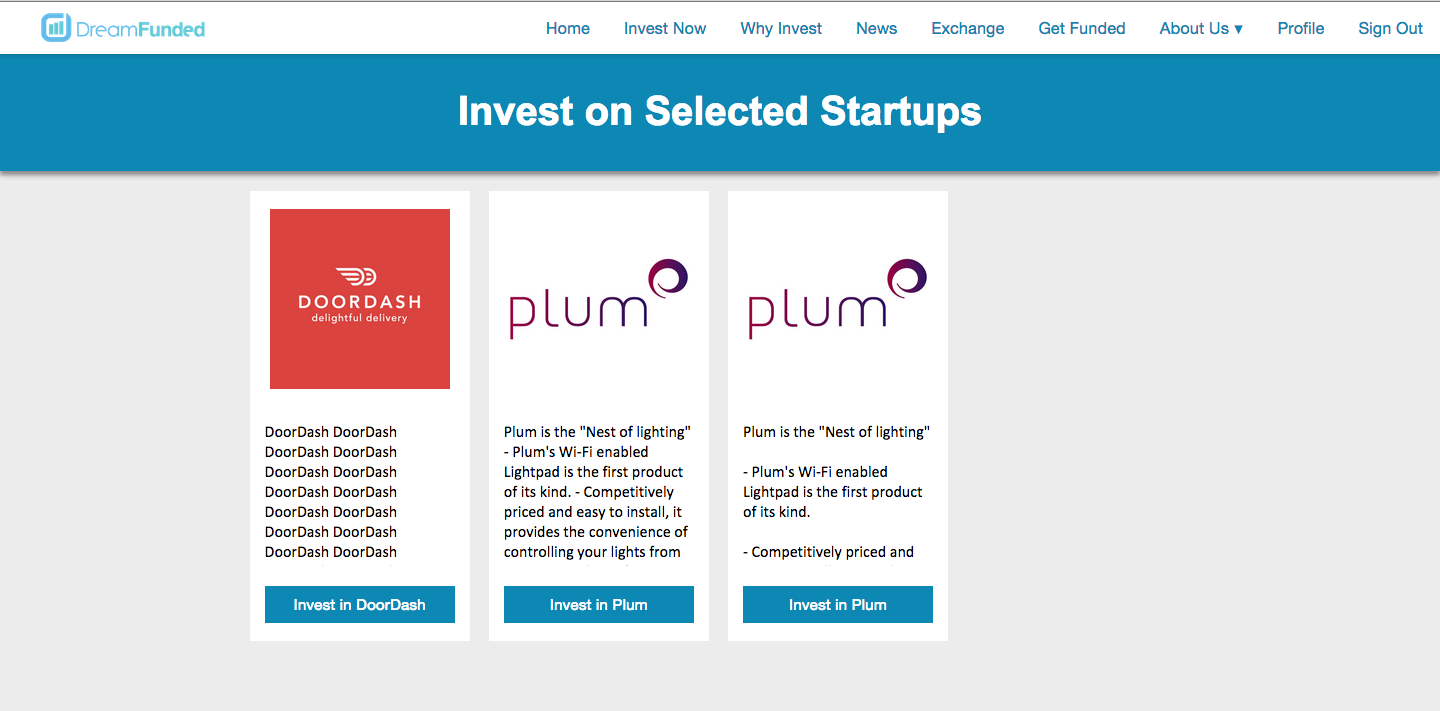 DreamFunded Home Invest Now Why Invest News Exchange Get Funded About Us ▾ Profile Sign Out
Invest on Selected Startups
DOORDASH
delightful delivery
DoorDash DoorDash
DoorDash DoorDash
DoorDash DoorDash
DoorDash DoorDash
DoorDash DoorDash
DoorDash DoorDash
DoorDash DoorDash
Invest in DoorDash
plum
Plum is the "Nest of lighting"
- Plum's Wi-Fi enabled
Lightpad is the first product
of its kind. - Competitively
priced and easy to install, it
provides the convenience of
controlling your lights from
Invest in Plum
plum
Plum is the "Nest of lighting"
- Plum's Wi-Fi enabled
Lightpad is the first product
of its kind.
- Competitively priced and
Invest in Plum